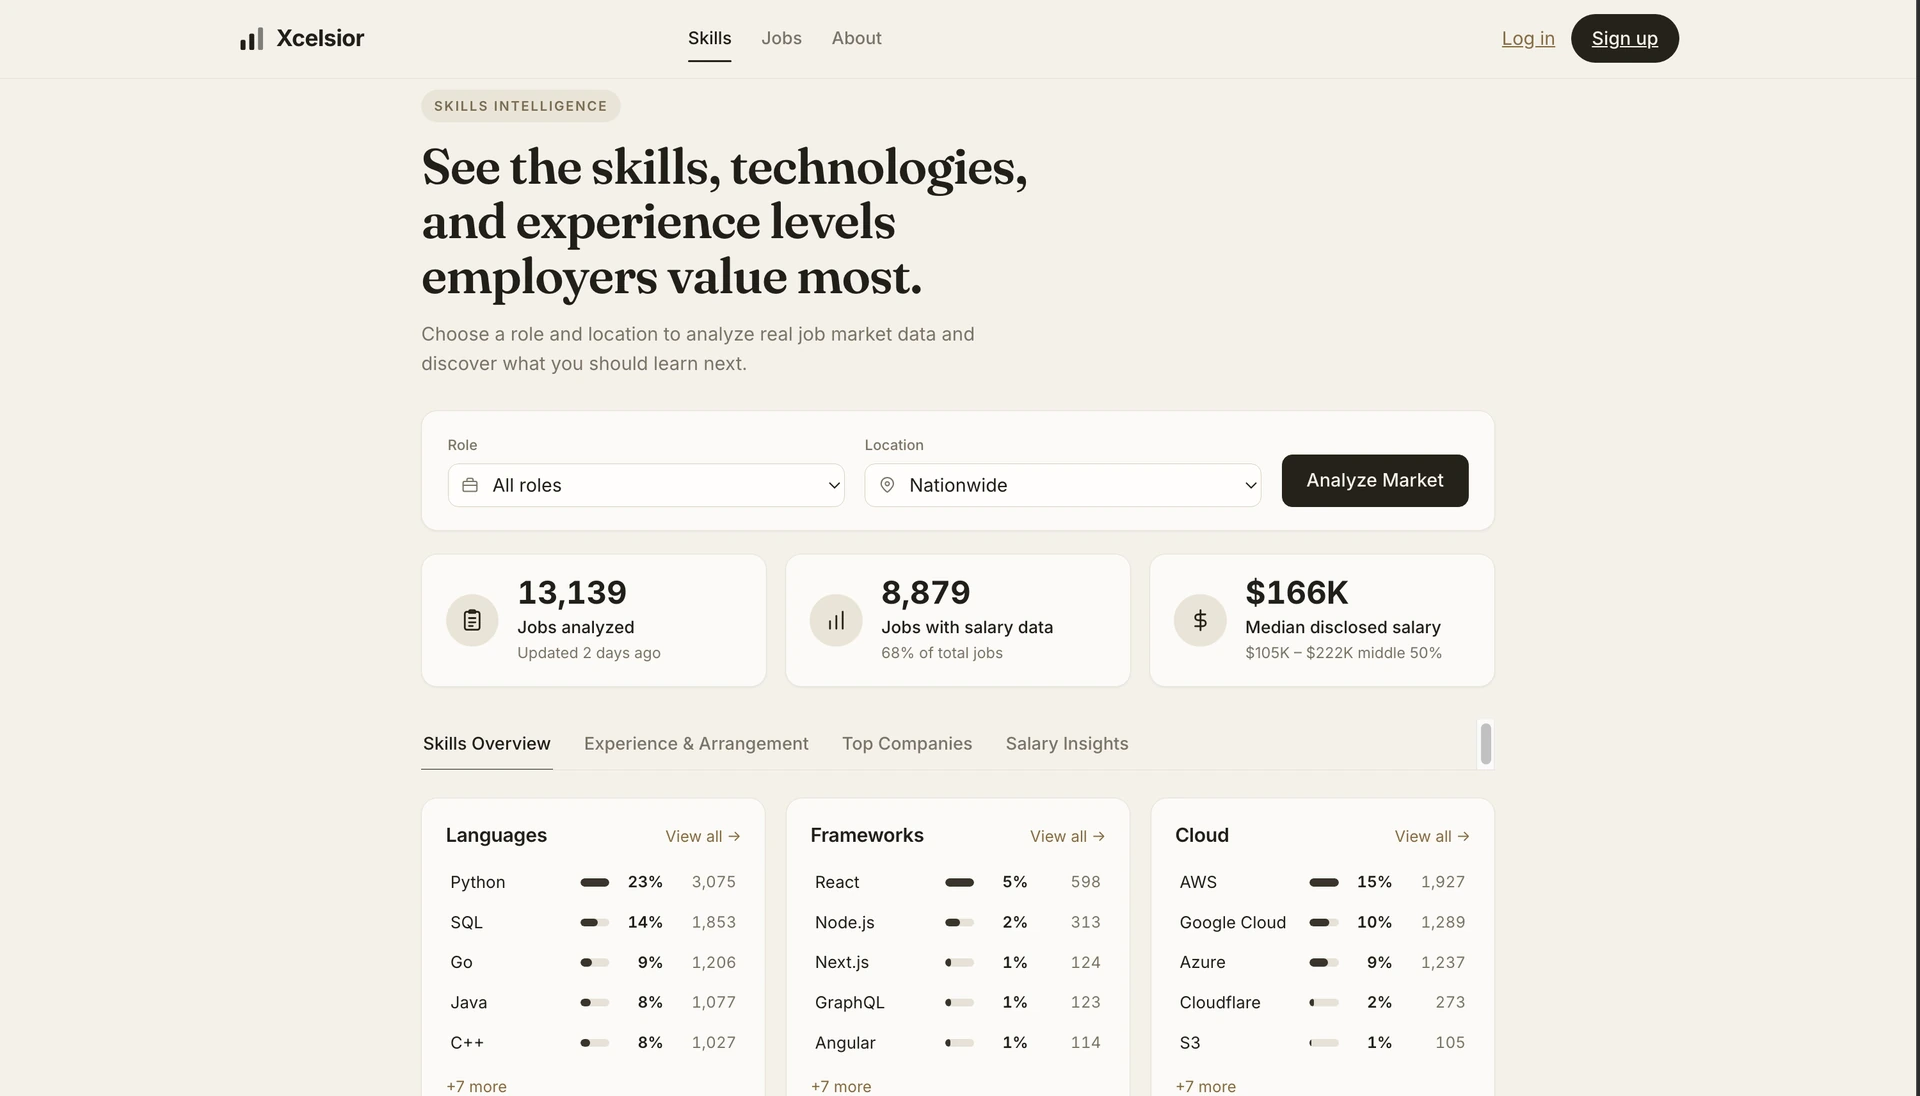 Xcelsior
Skills
Jobs
About
Log in
Sign up
SKILLS INTELLIGENCE
See the skills, technologies,
and experience levels
employers value most.
Choose a role and location to analyze real job market data and
discover what you should learn next.
Role
All roles
Location
Nationwide
Analyze Market
13,139
Jobs analyzed
Updated 2 days ago
8,879
Jobs with salary data
68% of total jobs
$166K
Median disclosed salary
$105K – $222K middle 50%
Skills Overview
Experience & Arrangement
Top Companies
Salary Insights
Languages View all →
Python 23% 3,075
SQL 14% 1,853
Go 9% 1,206
Java 8% 1,077
C++ 8% 1,027
+7 more
Frameworks View all →
React 5% 598
Node.js 2% 313
Next.js 1% 124
GraphQL 1% 123
Angular 1% 114
+7 more
Cloud View all →
AWS 15% 1,927
Google Cloud 10% 1,289
Azure 9% 1,237
Cloudflare 2% 273
S3 1% 105
+7 more